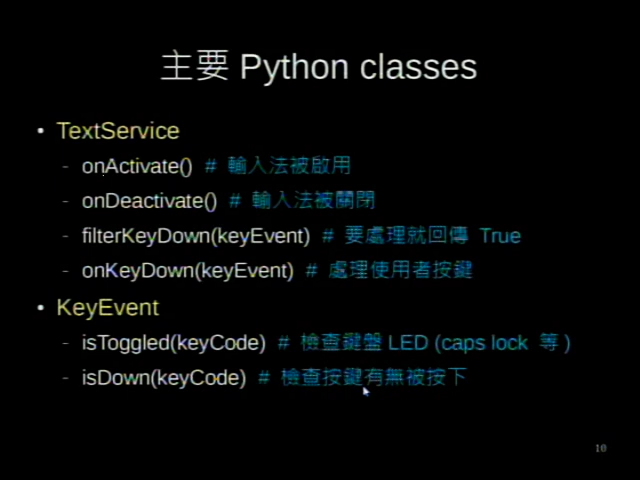 主要 Python classes
• TextService
- onActivate() # 輸入法被啟用
- onDeactivate() # 輸入法被關閉
- filterKeyDown(keyEvent) # 要處理就回傳 True
- onKeyDown(keyEvent) # 處理使用者按鍵
• KeyEvent
- isToggled(keyCode) # 檢查鍵盤 LED (caps lock 等 )
- isDown(keyCode) # 檢查按鍵有無被按下
10